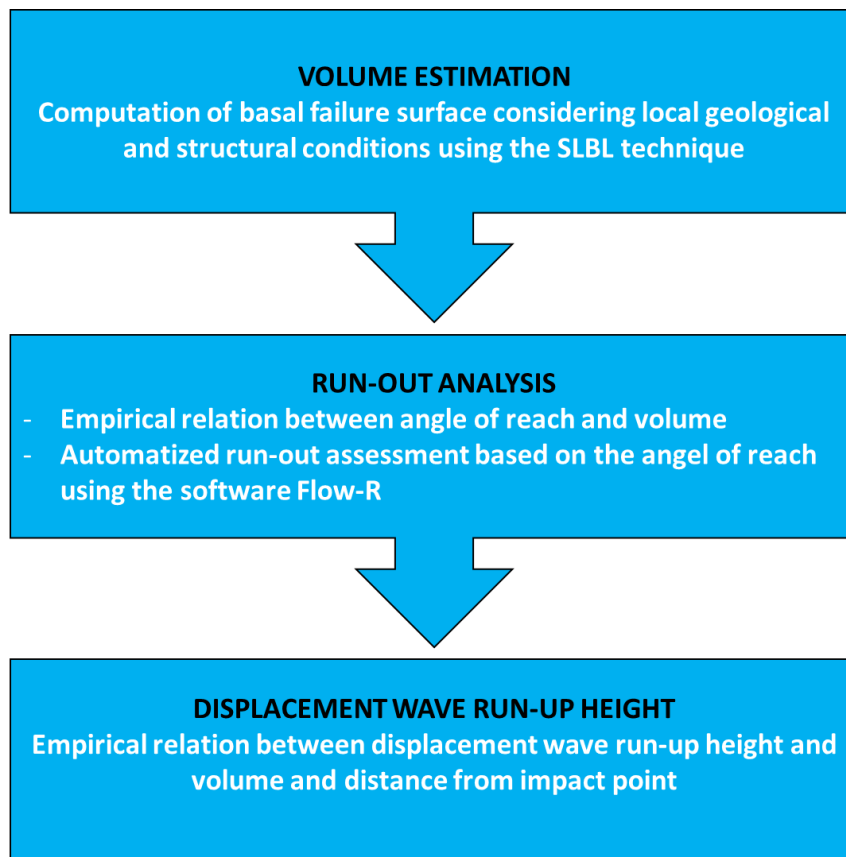 VOLUME ESTIMATION
Computation of basal failure surface considering local geological
and structural conditions using the SLBL technique
RUN-OUT ANALYSIS
- Empirical relation between angle of reach and volume
- Automatized run-out assessment based on the angel of reach
using the software Flow-R
DISPLACEMENT WAVE RUN-UP HEIGHT
Empirical relation between displacement wave run-up height and
volume and distance from impact point